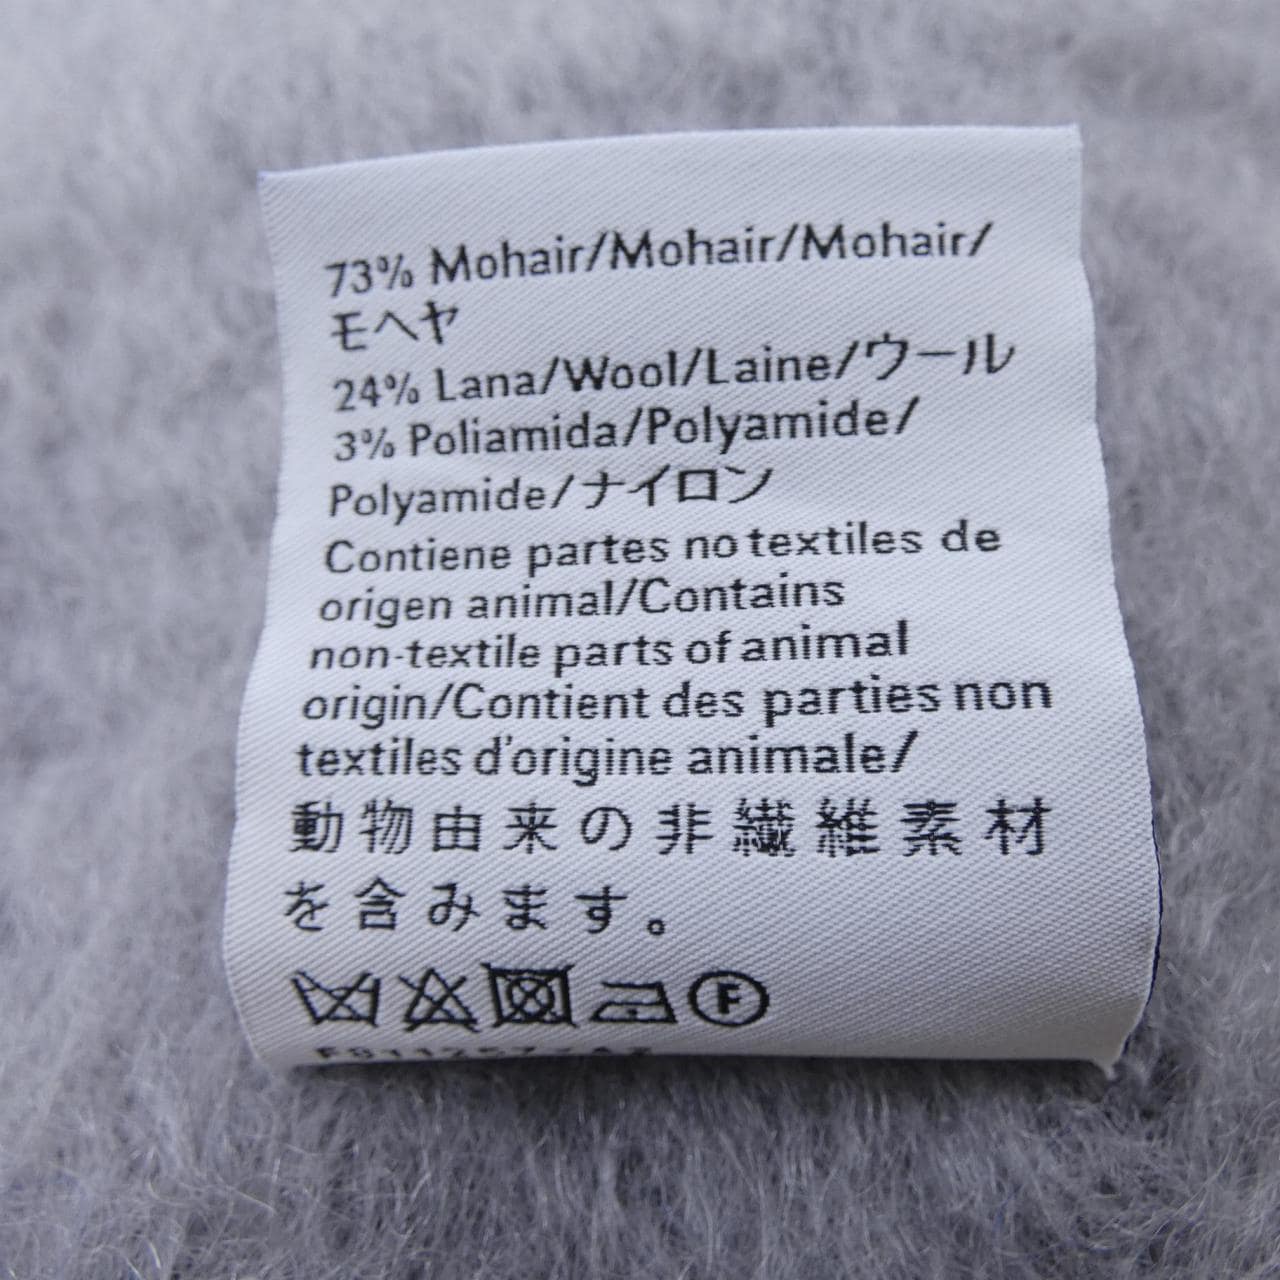 73% Mohair/Mohair/Mohair/
モヘヤ
24% Lana/Wool/Laine/ウール
3% Poliamida/Polyamide/
Polyamide/ナイロン
Contiene partes no textiles de
origen animal/Contains
non-textile parts of animal
origin/Contient des parties non
textiles d'origine animale/
動物由来の非繊維素材
を含みます。
F